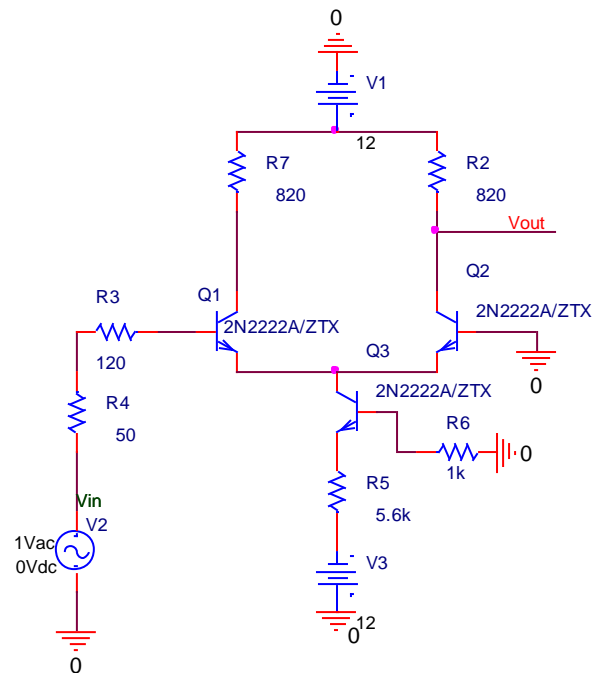 0
V1
12
R7
820
R2
820
Vout
Q2
2N2222A/ZTX
0
R3
120
Q1
2N2222A/ZTX
Q3
2N2222A/ZTX
R4
50
R6
1k
0
R5
5.6k
Vin
V2
1Vac
0Vdc
0
V3
12
0